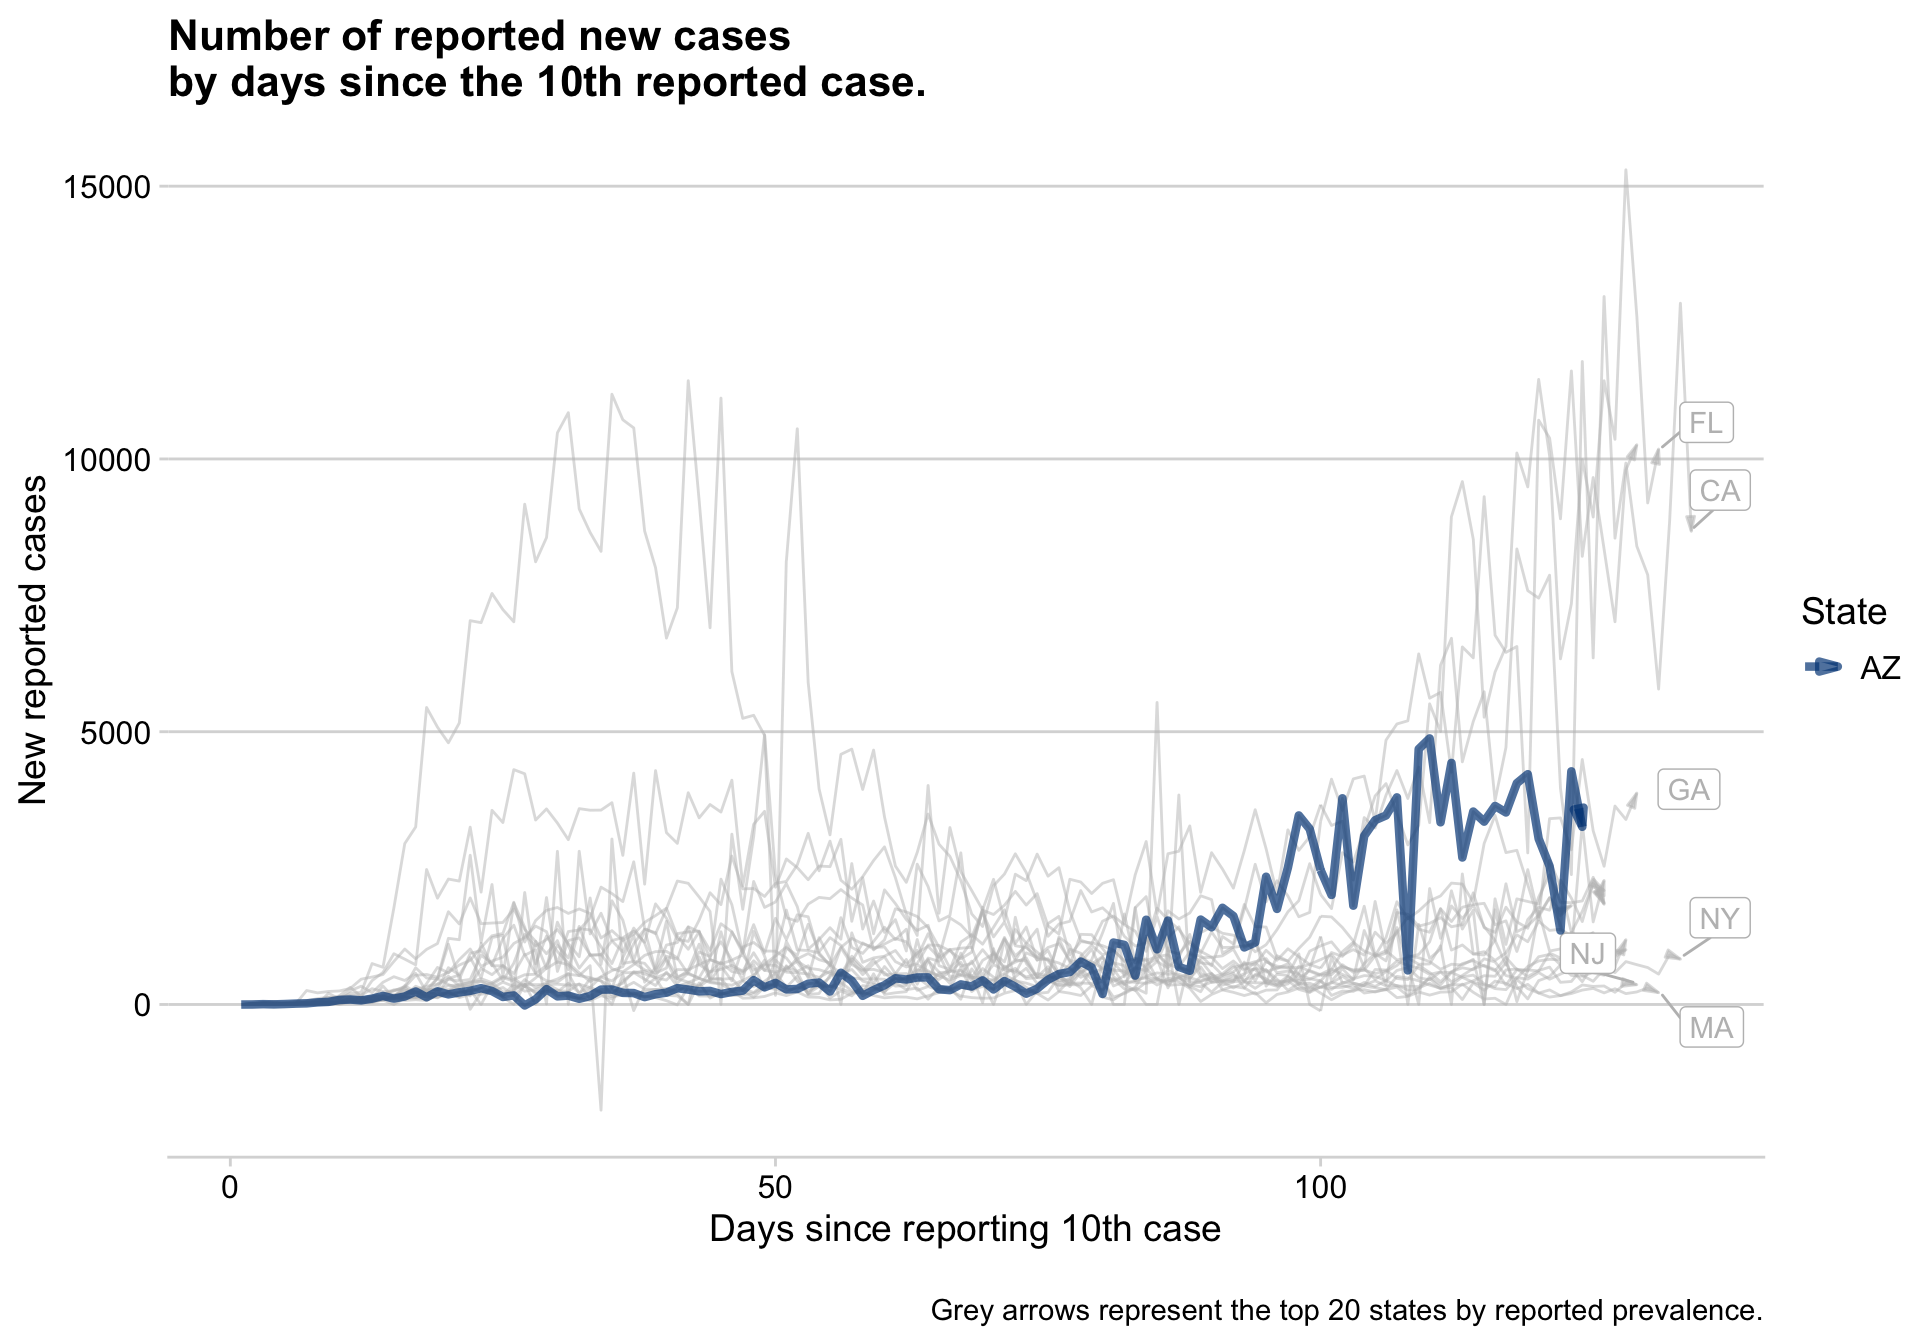 Number of reported new cases
by days since the 10th reported case.
15000
10000
5000
0
New reported cases
FL
CA
GA
NY
NJ
MA
State
AZ
0
50
100
Days since reporting 10th case
Grey arrows represent the top 20 states by reported prevalence.